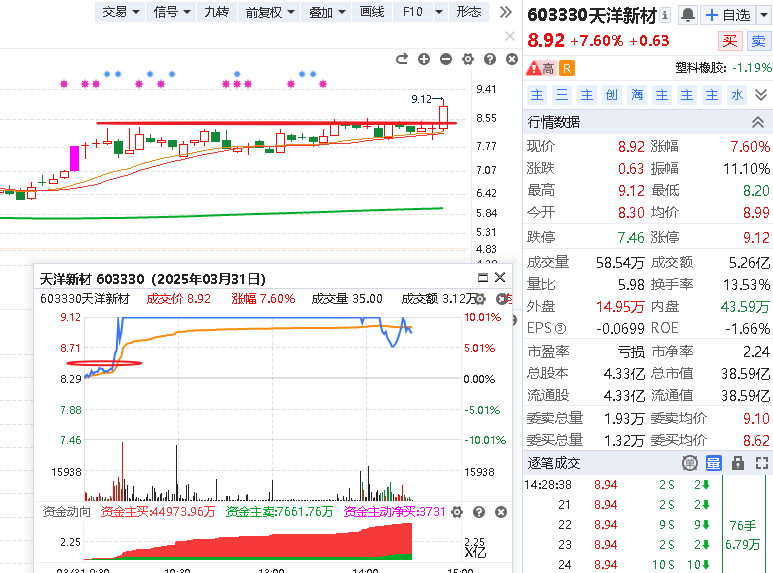 交易 信号 九转 前复权 叠加 画线 F10 形态
603330天洋新材 自选
8.92 +7.60% +0.63 买 卖
高 R 塑料橡胶: -1.19%
主 三 主 创 海 主 主 主 水
行情数据
现价 8.92 涨幅 7.60%
涨跌 0.63 振幅 11.10%
最高 9.12 最低 8.20
今开 8.30 均价 8.99
跌停 7.46 涨停 9.12
成交量 58.54万 成交额 5.26亿
量比 5.98 换手率 13.53%
外盘 14.95万 内盘 43.59万
EPS③ -0.0699 ROE -1.66%
市盈率 亏损 市净率 2.24
总股本 4.33亿 总市值 38.59亿
流通股 4.33亿 流通值 38.59亿
委卖总量 1.93万 委卖均价 9.10
委买总量 1.32万 委买均价 8.62
逐笔成交 单 量
14:28:38 8.94 2 S 2
21 8.94 2 S 2
22 8.94 9 S 9 76手
23 8.94 2 S 2 6.79万
24 8.94 10 S 10
9.12
9.41
8.55
7.77
7.07
6.42
5.84
5.31
4.83
天洋新材 603330（2025年03月31日）
603330天洋新材 成交价 8.92 涨幅 7.60% 成交量 35.00 成交额 3.12万
9.12 10.01%
8.71 5.01%
8.29 0.00%
7.88 -5.01%
7.46 -10.01%
15938 15938
资金动向 资金主买:44973.96万 资金主卖:7661.76万 资金主动净买:3731
2.25 2.25
X亿
03/31 9:30 10:30 13:00 14:00 15:00